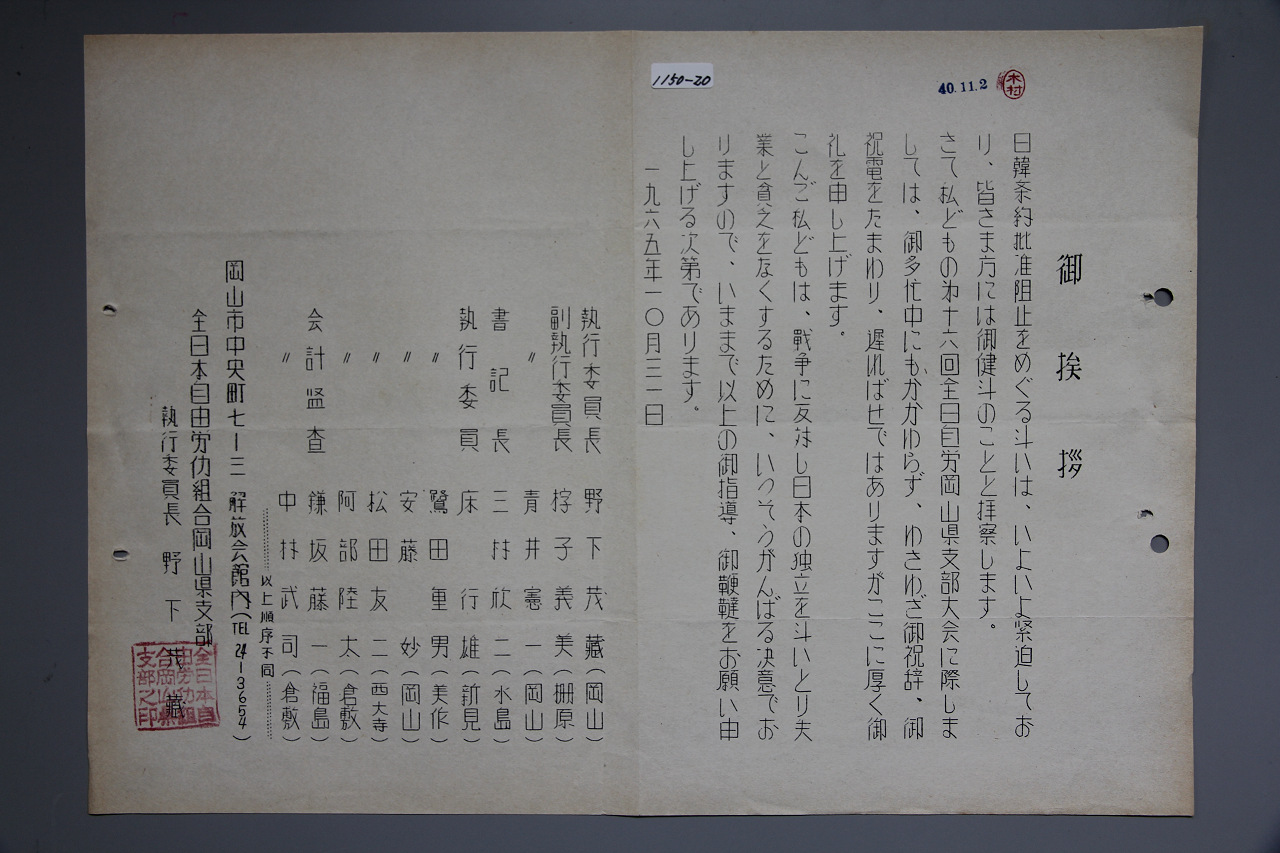 1150-20
40.11.2
木村
御挨拶
日韓条約批准阻止をめぐる斗いは、いよいよ緊迫してお
り、皆さま方には御健斗のことと拝察します。
さて私どもの第十六回全日自労岡山県支部大会に際しま
しては、御多忙中にもかかわらず、わざわざ御祝辞、御
祝電をたまわり、遅ればせではありますがここに厚く御
礼を申し上げます。
こんご私どもは、戦争に反対し日本の独立を斗いとり失
業と貧乏をなくするために、いっそうがんばる決意でお
りますので、いままで以上の御指導、御鞭韃をお願い申
し上げる次第であります。
一九六五年一〇月三一日
執行委員長 野下茂藏(岡山)
副執行委員長 桴子義美(柵原)
〃 青井憲一(岡山)
書記長 三村欣二(水島)
執行委員 床行雄(新見)
〃 鷺田重男(美作)
〃 安藤妙(岡山)
〃 松田友二(西大寺)
〃 阿部陸太(倉敷)
会計監査 鎌坂藤一(福島)
〃 中村武司(倉敷)
以上順序不同
岡山市中央町七ー三 解放会館内(TEL 24-3654)
全日本自由労仂組合岡山県支部
執行委員長 野下茂藏
全日本自由労仂組合岡山県支部之印